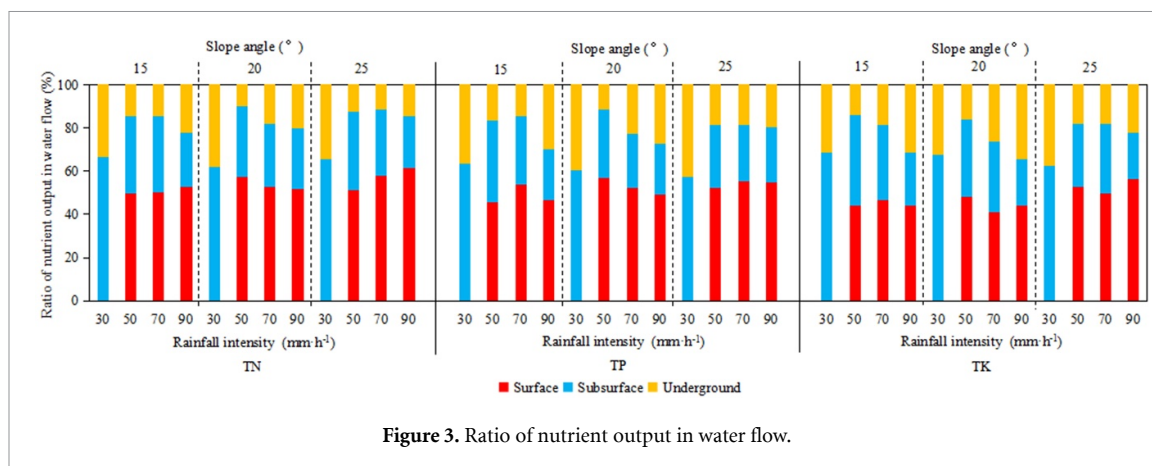 Slope angle (° ) Slope angle (° ) Slope angle (° )
15 20 25 15 20 25 15 20 25
Ratio of nutrient output in water flow (%)
100
80
60
40
20
0
30 50 70 90 30 50 70 90 30 50 70 90 30 50 70 90 30 50 70 90 30 50 70 90 30 50 70 90 30 50 70 90 30 50 70 90
Rainfall intensity (mm·h⁻¹) Rainfall intensity (mm·h⁻¹) Rainfall intensity (mm·h⁻¹)
TN TP TK
Surface Subsurface Underground
Figure 3. Ratio of nutrient output in water flow.